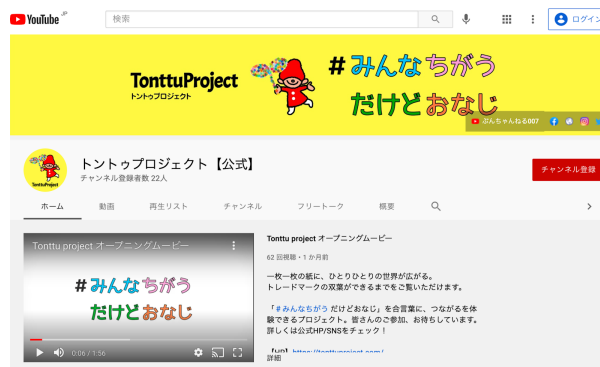 YouTube JP
検索
ログイン
TonttuProject
トントゥプロジェクト
#みんなちがう
だけどおなじ
ぷんちゃんねる007
TonttuProject
トントゥプロジェクト【公式】
チャンネル登録者数 22人
チャンネル登録
ホーム
動画
再生リスト
チャンネル
フリートーク
概要
Tonttu project オープニングムービー
#みんなちがう
だけどおなじ
0:06 / 1:56
Tonttu project オープニングムービー
62 回視聴・1 か月前
一枚一枚の紙に、ひとりひとりの世界が広がる。
トレードマークの双葉ができるまでをご覧いただけます。
「#みんなちがう だけどおなじ」を合言葉に、つながるを体
験できるプロジェクト。皆さんのご参加、お待ちしています。
詳しくは公式HP/SNSをチェック！
【HP】https://tonttuproject.com/
詳細